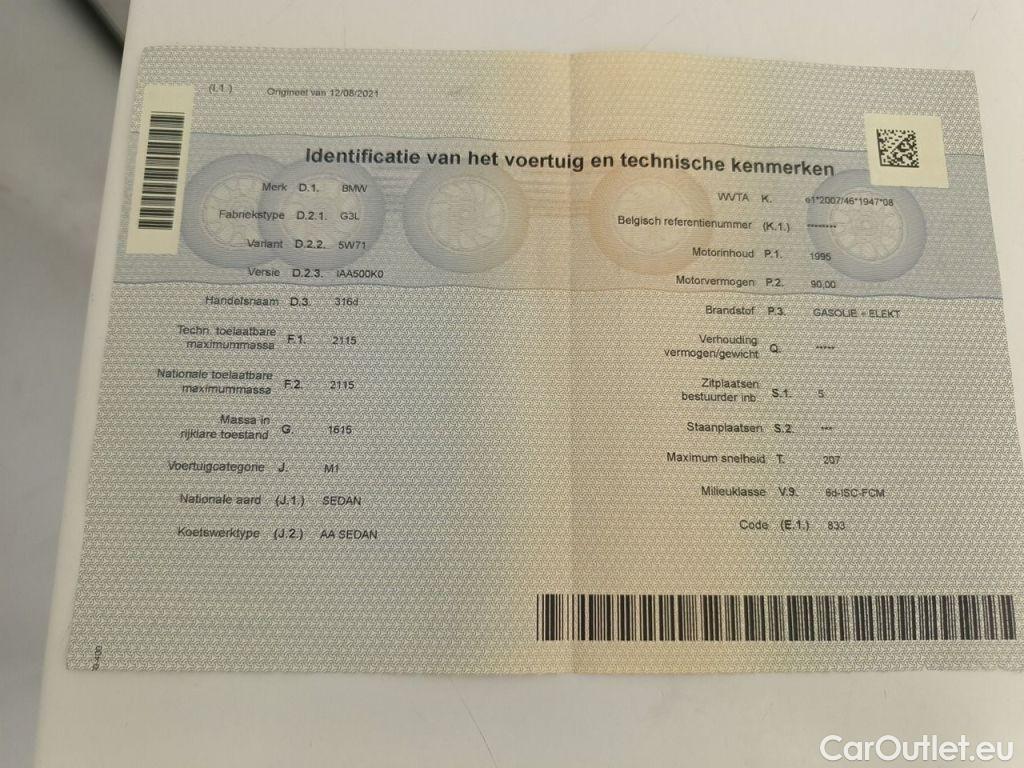 (I.1.) Origineel van 12/08/2021
Identificatie van het voertuig en technische kenmerken
Merk D.1. BMW
Fabriekstype D.2.1. G3L
Variant D.2.2. 5W71
Versie D.2.3. IAA500K0
Handelsnaam D.3. 316d
Techn. toelaatbare
maximummassa F.1. 2115
Nationale toelaatbare
maximummassa F.2. 2115
Massa in
rijklare toestand G. 1615
Voertuigcategorie J. M1
Nationale aard (J.1.) SEDAN
Koetswerktype (J.2.) AA SEDAN
WVTA K. e1*2007/46*1947*08
Belgisch referentienummer (K.1.) ********
Motorinhoud P.1. 1995
Motorvermogen P.2. 90,00
Brandstof P.3. GASOLIE + ELEKT
Verhouding
vermogen/gewicht Q. *****
Zitplaatsen
bestuurder inb. S.1. 5
Staanplaatsen S.2. ***
Maximum snelheid T. 207
Milieuklasse V.9. 6d-ISC-FCM
Code (E.1.) 833
CarOutlet.eu